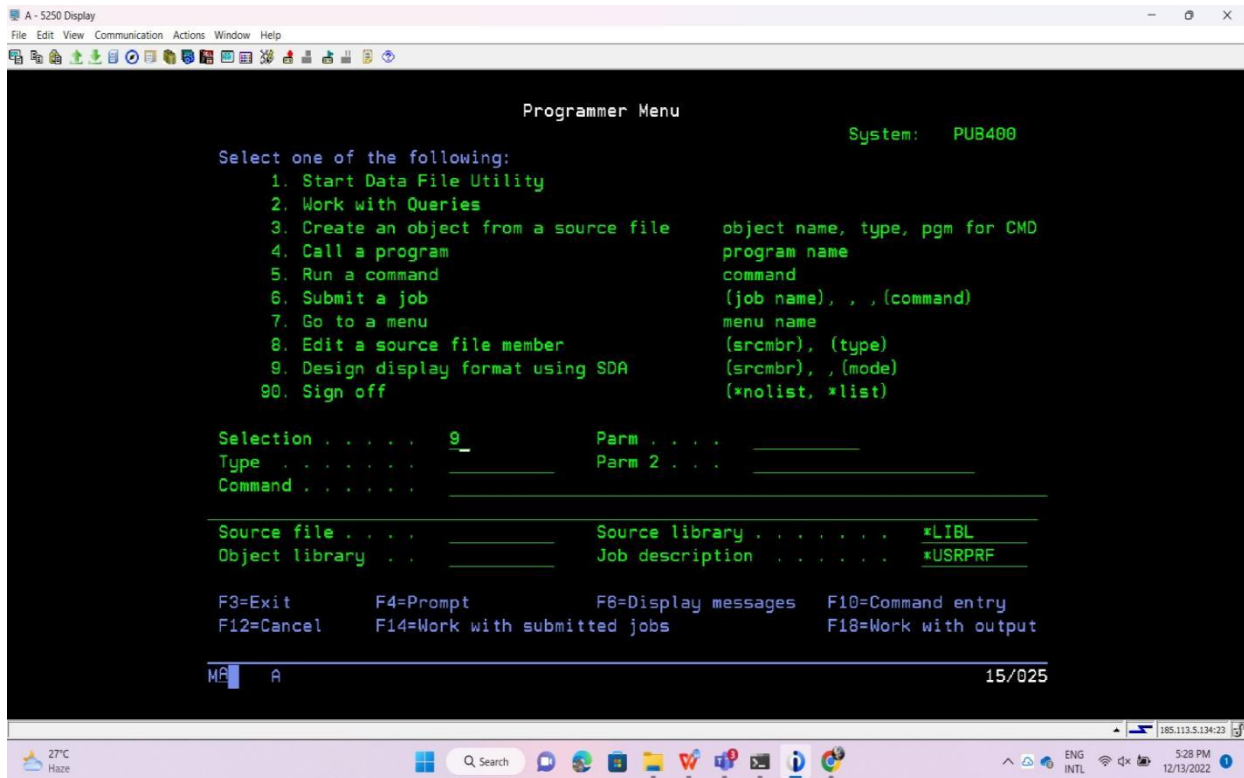 A - 5250 Display
File Edit View Communication Actions Window Help
Programmer Menu
System: PUB400
Select one of the following:
1. Start Data File Utility
2. Work with Queries
3. Create an object from a source file object name, type, pgm for CMD
4. Call a program program name
5. Run a command command
6. Submit a job (job name), , ,(command)
7. Go to a menu menu name
8. Edit a source file member (srcmbr), (type)
9. Design display format using SDA (srcmbr), ,(mode)
90. Sign off (*nolist, *list)
Selection . . . . . 9_ Parm . . . .
Type . . . . . . . Parm 2 . . .
Command . . . . . .
Source file . . . . Source library . . . . . . . *LIBL
Object library . . Job description . . . . . . *USRPRF
F3=Exit F4=Prompt F6=Display messages F10=Command entry
F12=Cancel F14=Work with submitted jobs F18=Work with output
MA A 15/025
185.113.5.134:23
27°C
Haze
Search
ENG
INTL
5:28 PM
12/13/2022
1